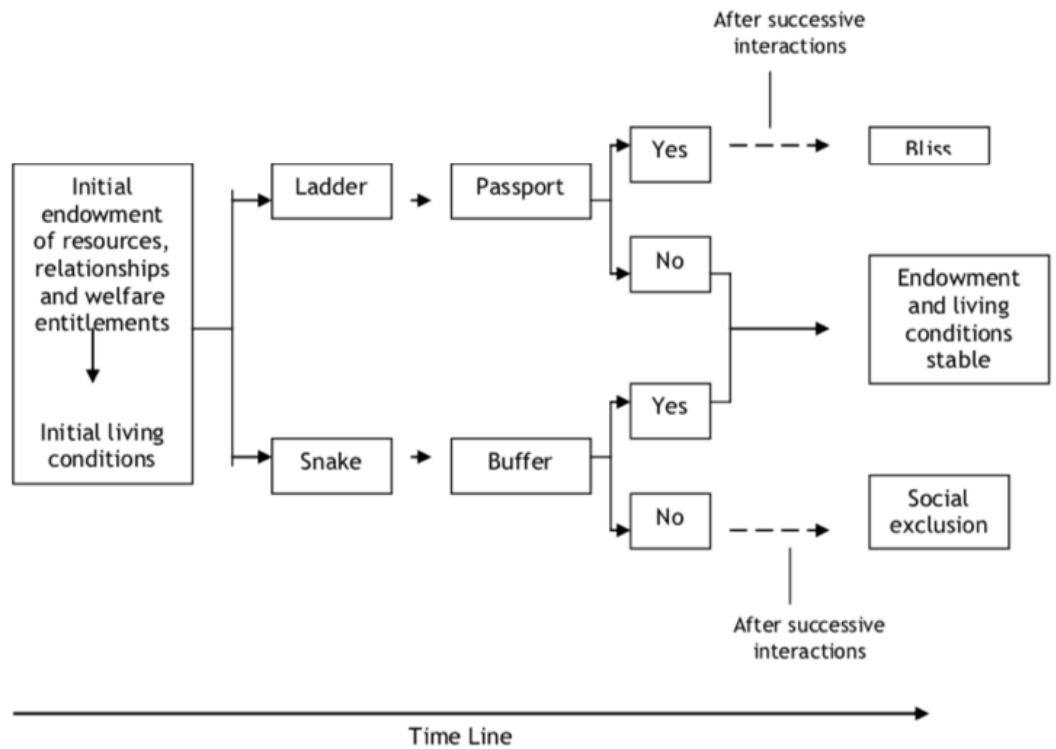 After successive
interactions
Yes
Bliss
Initial
endowment
of resources,
relationships
and welfare
entitlements
Ladder
Passport
No
Endowment
and living
conditions
stable
Initial living
conditions
Snake
Buffer
Yes
No
Social
exclusion
After successive
interactions
Time Line